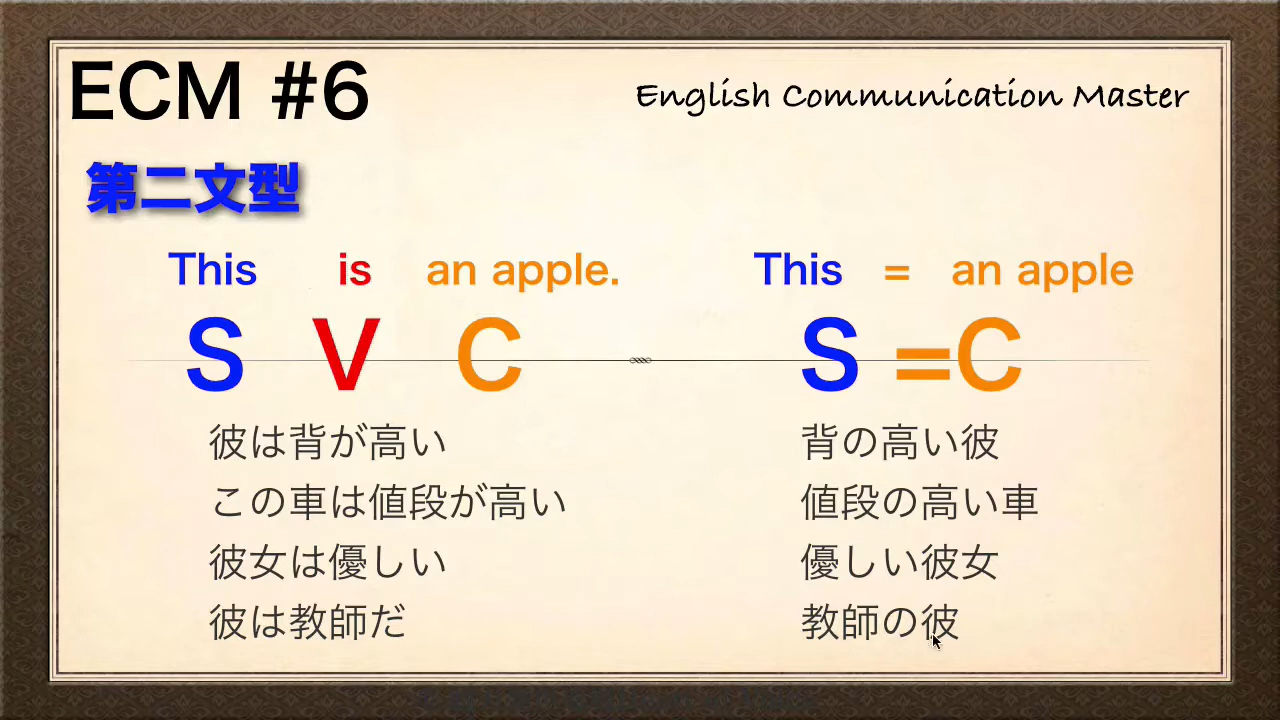 ECM #6
English Communication Master
第二文型
This is an apple.
This = an apple
S V C
S =C
彼は背が高い
背の高い彼
この車は値段が高い
値段の高い車
彼女は優しい
優しい彼女
彼は教師だ
教師の彼